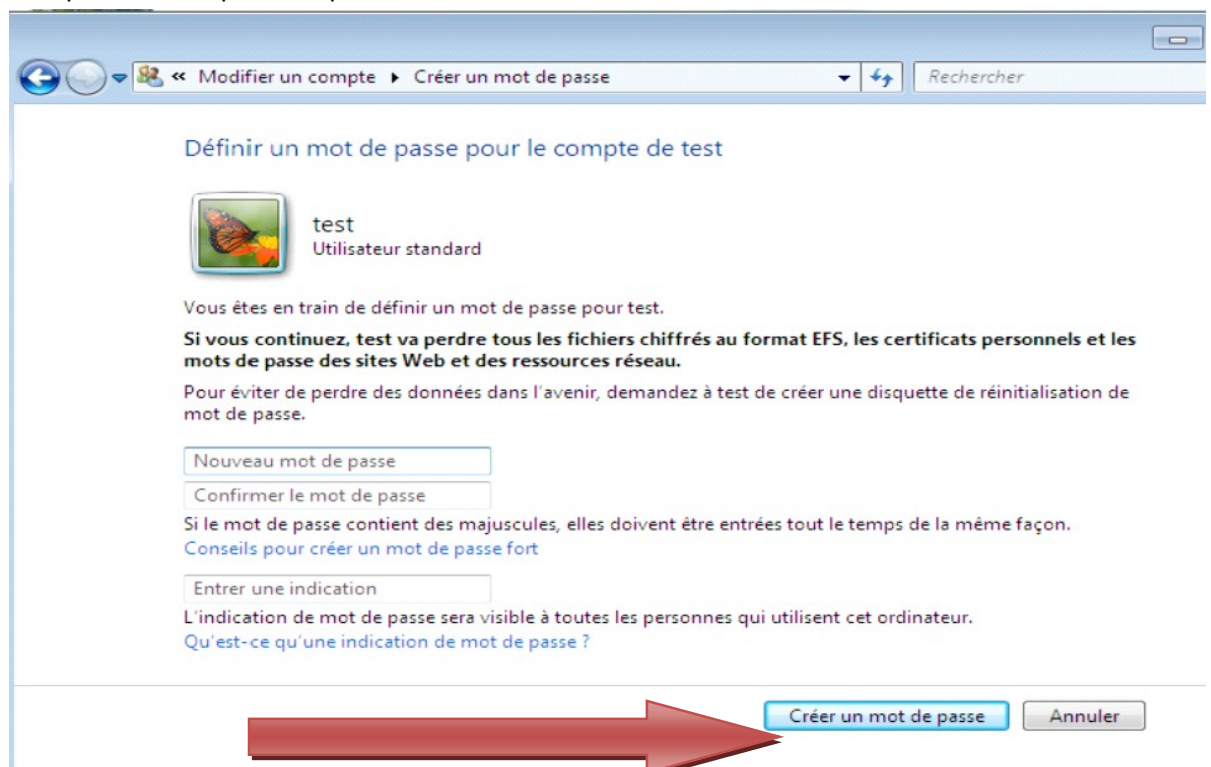 « Modifier un compte ▸ Créer un mot de passe
Rechercher
Définir un mot de passe pour le compte de test
test
Utilisateur standard
Vous êtes en train de définir un mot de passe pour test.
Si vous continuez, test va perdre tous les fichiers chiffrés au format EFS, les certificats personnels et les
mots de passe des sites Web et des ressources réseau.
Pour éviter de perdre des données dans l'avenir, demandez à test de créer une disquette de réinitialisation de
mot de passe.
Nouveau mot de passe
Confirmer le mot de passe
Si le mot de passe contient des majuscules, elles doivent être entrées tout le temps de la même façon.
Conseils pour créer un mot de passe fort
Entrer une indication
L'indication de mot de passe sera visible à toutes les personnes qui utilisent cet ordinateur.
Qu'est-ce qu'une indication de mot de passe ?
Créer un mot de passe
Annuler